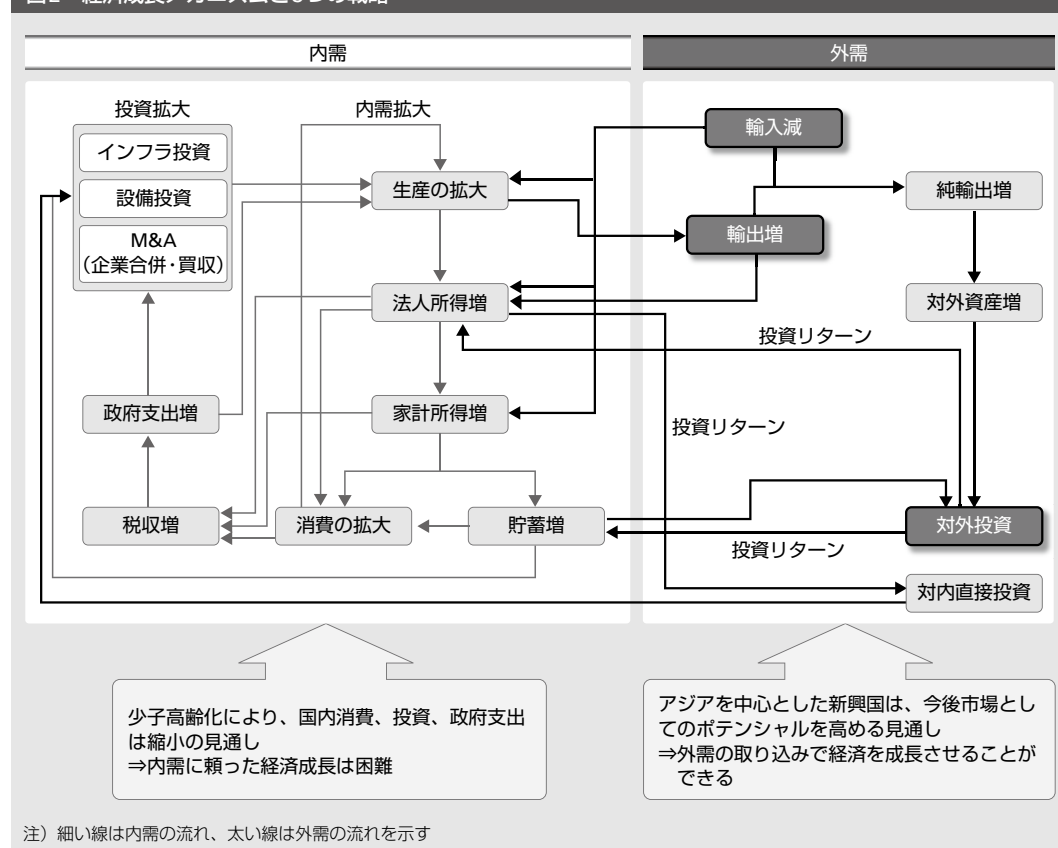 内需
外需
投資拡大
内需拡大
インフラ投資
設備投資
M&A
(企業合併・買収)
生産の拡大
法人所得増
家計所得増
政府支出増
税収増
消費の拡大
貯蓄増
輸入減
輸出増
純輸出増
対外資産増
投資リターン
投資リターン
投資リターン
対外投資
対内直接投資
少子高齢化により、国内消費、投資、政府支出
は縮小の見通し
⇒内需に頼った経済成長は困難
アジアを中心とした新興国は、今後市場とし
てのポテンシャルを高める見通し
⇒外需の取り込みで経済を成長させることが
できる
注）細い線は内需の流れ、太い線は外需の流れを示す